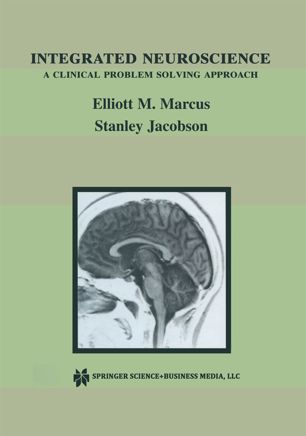 INTEGRATED NEUROSCIENCE
A CLINICAL PROBLEM SOLVING APPROACH
Elliott M. Marcus
Stanley Jacobson
SPRINGER SCIENCE+BUSINESS MEDIA, LLC